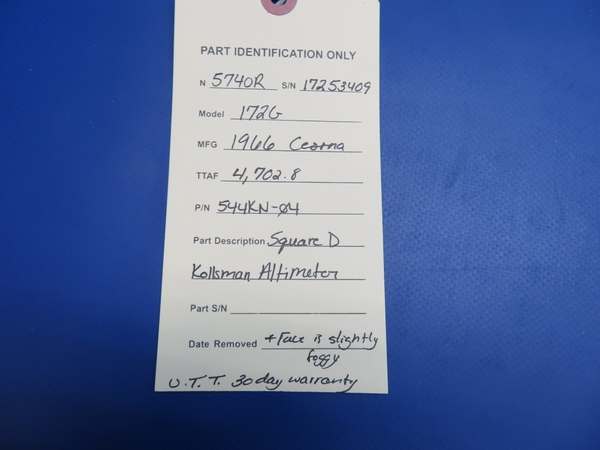 PART IDENTIFICATION ONLY
N 5740R S/N 17253409
Model 172G
MFG 1966 Cessna
TTAF 4,702.8
P/N 544KN-04
Part Description Square D
Kollsman Altimeter
Part S/N
Date Removed *Face is slightly
foggy
U.T.T. 30 day warranty